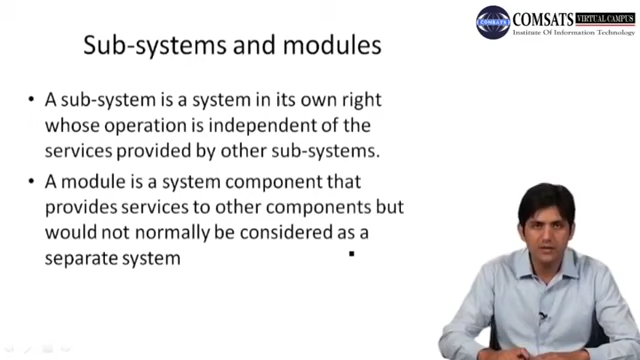 COMSATS VIRTUAL CAMPUS
Institute Of Information Technology
COMSATS
Sub-systems and modules
• A sub-system is a system in its own right
whose operation is independent of the
services provided by other sub-systems.
• A module is a system component that
provides services to other components but
would not normally be considered as a
separate system